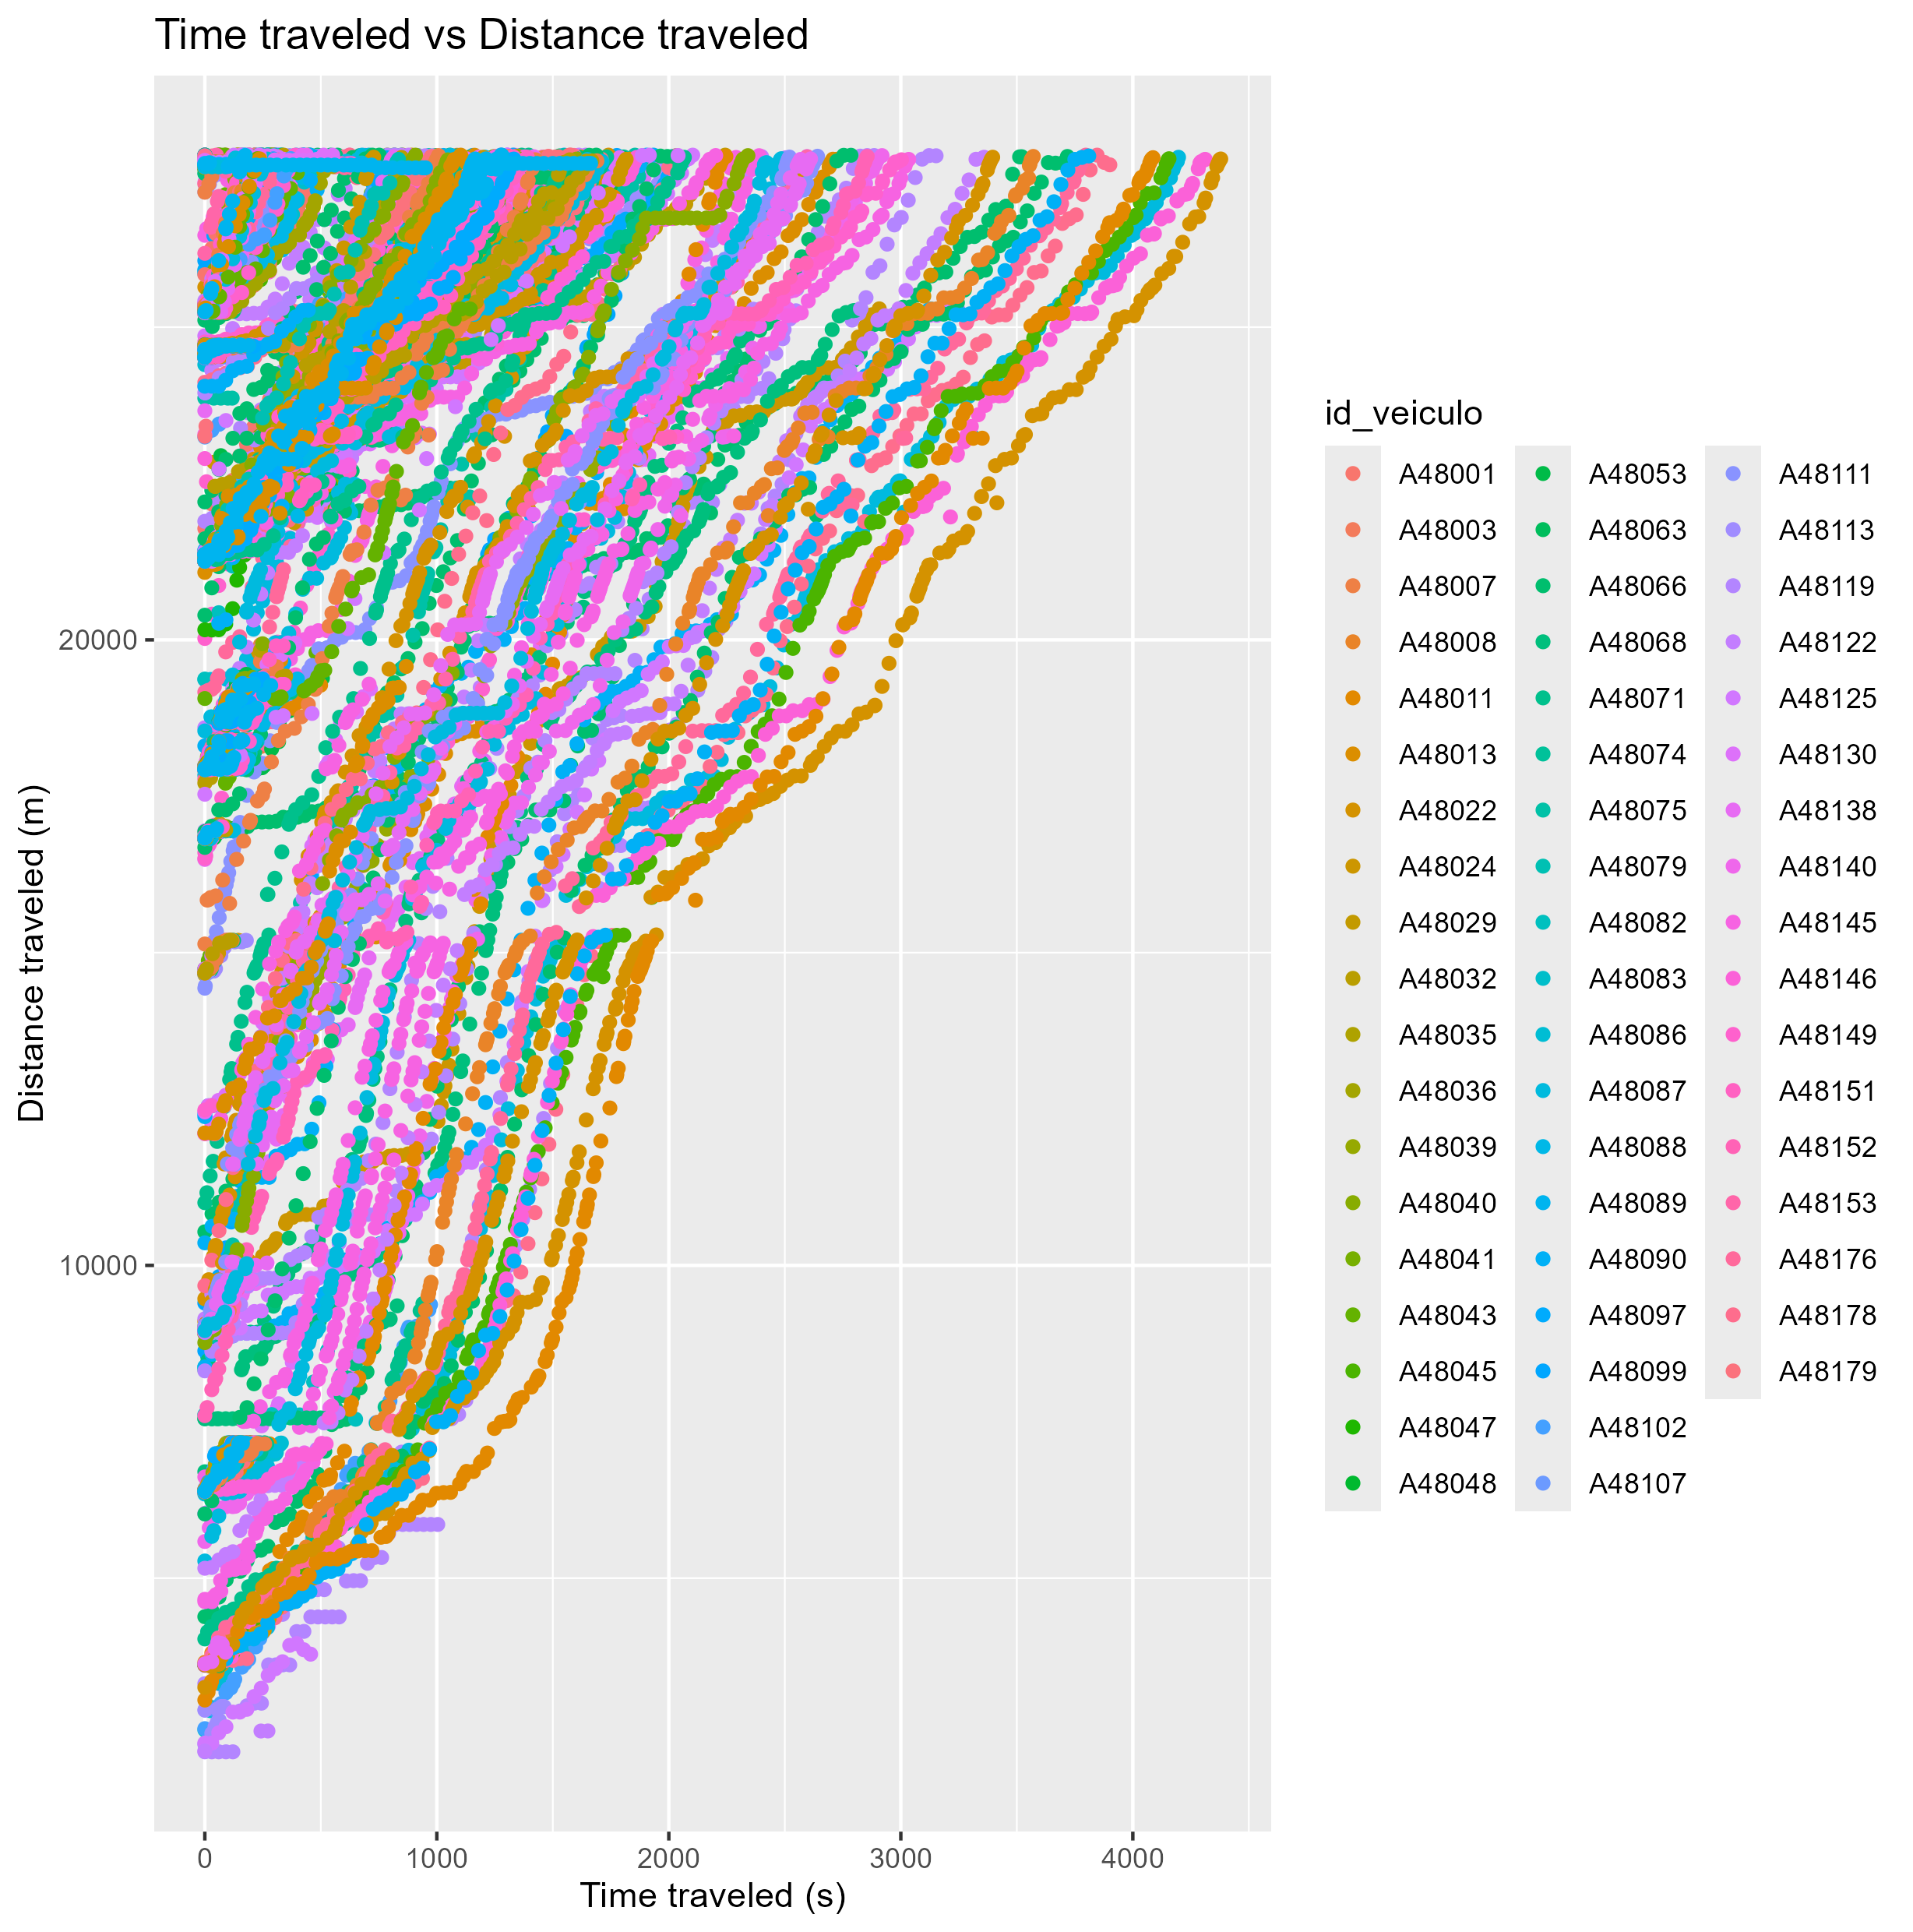 Time traveled vs Distance traveled
Distance traveled (m)
20000
10000
0 1000 2000 3000 4000
Time traveled (s)
id_veiculo
A48001 A48053 A48111
A48003 A48063 A48113
A48007 A48066 A48119
A48008 A48068 A48122
A48011 A48071 A48125
A48013 A48074 A48130
A48022 A48075 A48138
A48024 A48079 A48140
A48029 A48082 A48145
A48032 A48083 A48146
A48035 A48086 A48149
A48036 A48087 A48151
A48039 A48088 A48152
A48040 A48089 A48153
A48041 A48090 A48176
A48043 A48097 A48178
A48045 A48099 A48179
A48047 A48102
A48048 A48107